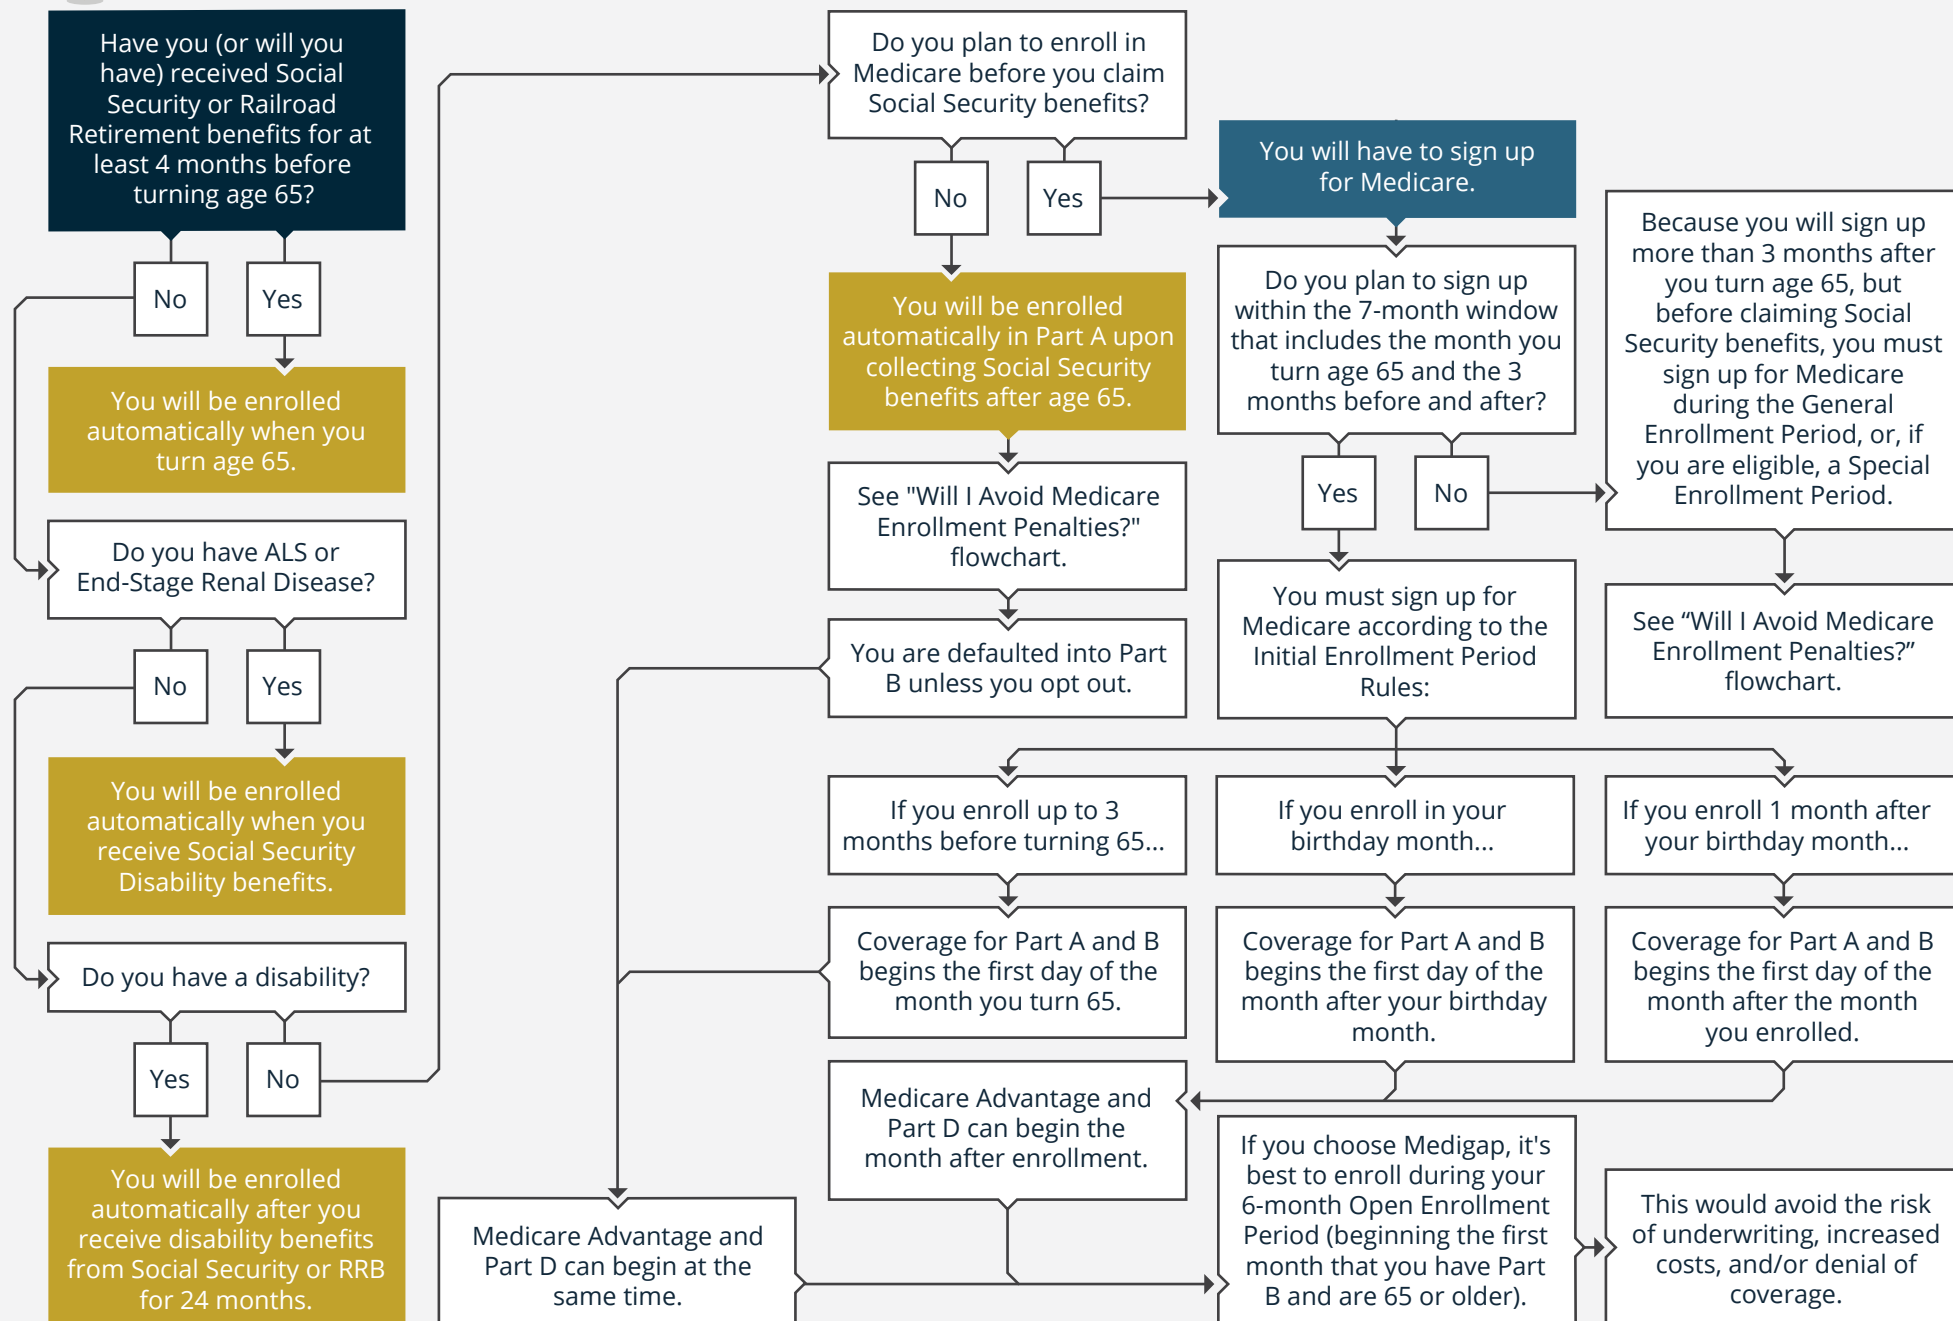 Have you (or will you
have) received Social
Security or Railroad
Retirement benefits for at
least 4 months before
turning age 65?
No
Yes
You will be enrolled
automatically when you
turn age 65.
Do you have ALS or
End-Stage Renal Disease?
No
Yes
You will be enrolled
automatically when you
receive Social Security
Disability benefits.
Do you have a disability?
Yes
No
You will be enrolled
automatically after you
receive disability benefits
from Social Security or RRB
for 24 months.
Do you plan to enroll in
Medicare before you claim
Social Security benefits?
No
Yes
You will be enrolled
automatically in Part A upon
collecting Social Security
benefits after age 65.
See "Will I Avoid Medicare
Enrollment Penalties?"
flowchart.
You are defaulted into Part
B unless you opt out.
You will have to sign up
for Medicare.
Do you plan to sign up
within the 7-month window
that includes the month you
turn age 65 and the 3
months before and after?
Yes
No
Because you will sign up
more than 3 months after
you turn age 65, but
before claiming Social
Security benefits, you must
sign up for Medicare
during the General
Enrollment Period, or, if
you are eligible, a Special
Enrollment Period.
See “Will I Avoid Medicare
Enrollment Penalties?”
flowchart.
You must sign up for
Medicare according to the
Initial Enrollment Period
Rules:
If you enroll up to 3
months before turning 65...
If you enroll in your
birthday month...
If you enroll 1 month after
your birthday month...
Coverage for Part A and B
begins the first day of the
month you turn 65.
Coverage for Part A and B
begins the first day of the
month after your birthday
month.
Coverage for Part A and B
begins the first day of the
month after the month
you enrolled.
Medicare Advantage and
Part D can begin the
month after enrollment.
Medicare Advantage and
Part D can begin at the
same time.
If you choose Medigap, it's
best to enroll during your
6-month Open Enrollment
Period (beginning the first
month that you have Part
B and are 65 or older).
This would avoid the risk
of underwriting, increased
costs, and/or denial of
coverage.